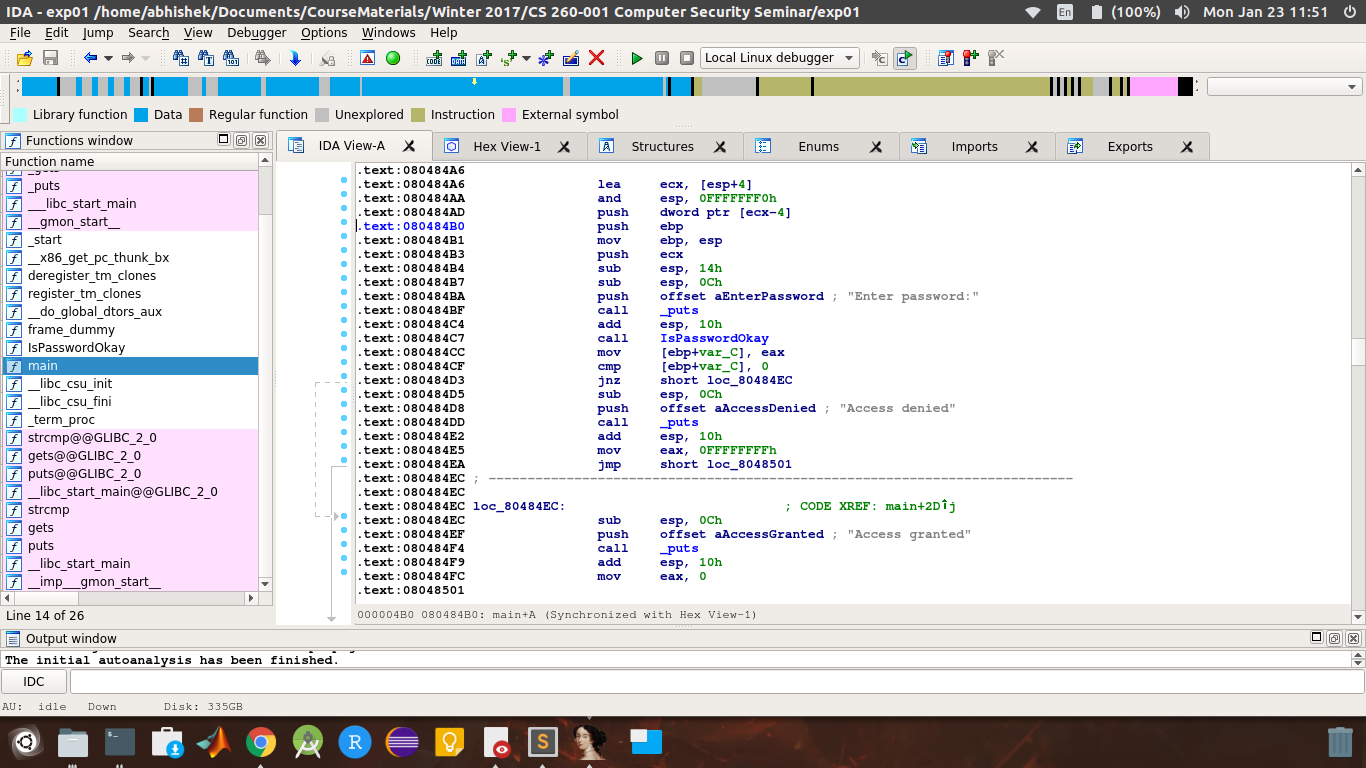 IDA - exp01 /home/abhishek/Documents/CourseMaterials/Winter 2017/CS 260-001 Computer Security Seminar/exp01 En (100%) Mon Jan 23 11:51
File Edit Jump Search View Debugger Options Windows Help
Local Linux debugger
Library function Data Regular function Unexplored Instruction External symbol
Functions window
Function name
_gets
_puts
___libc_start_main
__gmon_start__
_start
__x86_get_pc_thunk_bx
deregister_tm_clones
register_tm_clones
__do_global_dtors_aux
frame_dummy
IsPasswordOkay
main
__libc_csu_init
__libc_csu_fini
_term_proc
strcmp@@GLIBC_2_0
gets@@GLIBC_2_0
puts@@GLIBC_2_0
__libc_start_main@@GLIBC_2_0
strcmp
gets
puts
__libc_start_main
__imp___gmon_start__
Line 14 of 26
IDA View-A Hex View-1 Structures Enums Imports Exports
.text:080484A6
.text:080484A6 lea ecx, [esp+4]
.text:080484AA and esp, 0FFFFFFF0h
.text:080484AD push dword ptr [ecx-4]
.text:080484B0 push ebp
.text:080484B1 mov ebp, esp
.text:080484B3 push ecx
.text:080484B4 sub esp, 14h
.text:080484B7 sub esp, 0Ch
.text:080484BA push offset aEnterPassword ; "Enter password:"
.text:080484BF call _puts
.text:080484C4 add esp, 10h
.text:080484C7 call IsPasswordOkay
.text:080484CC mov [ebp+var_C], eax
.text:080484CF cmp [ebp+var_C], 0
.text:080484D3 jnz short loc_80484EC
.text:080484D5 sub esp, 0Ch
.text:080484D8 push offset aAccessDenied ; "Access denied"
.text:080484DD call _puts
.text:080484E2 add esp, 10h
.text:080484E5 mov eax, 0FFFFFFFFh
.text:080484EA jmp short loc_8048501
.text:080484EC ; ---------------------------------------------------------------------------
.text:080484EC
.text:080484EC loc_80484EC: ; CODE XREF: main+2D↑j
.text:080484EC sub esp, 0Ch
.text:080484EF push offset aAccessGranted ; "Access granted"
.text:080484F4 call _puts
.text:080484F9 add esp, 10h
.text:080484FC mov eax, 0
.text:08048501
000004B0 080484B0: main+A (Synchronized with Hex View-1)
Output window
The initial autoanalysis has been finished.
IDC
AU: idle Down Disk: 335GB